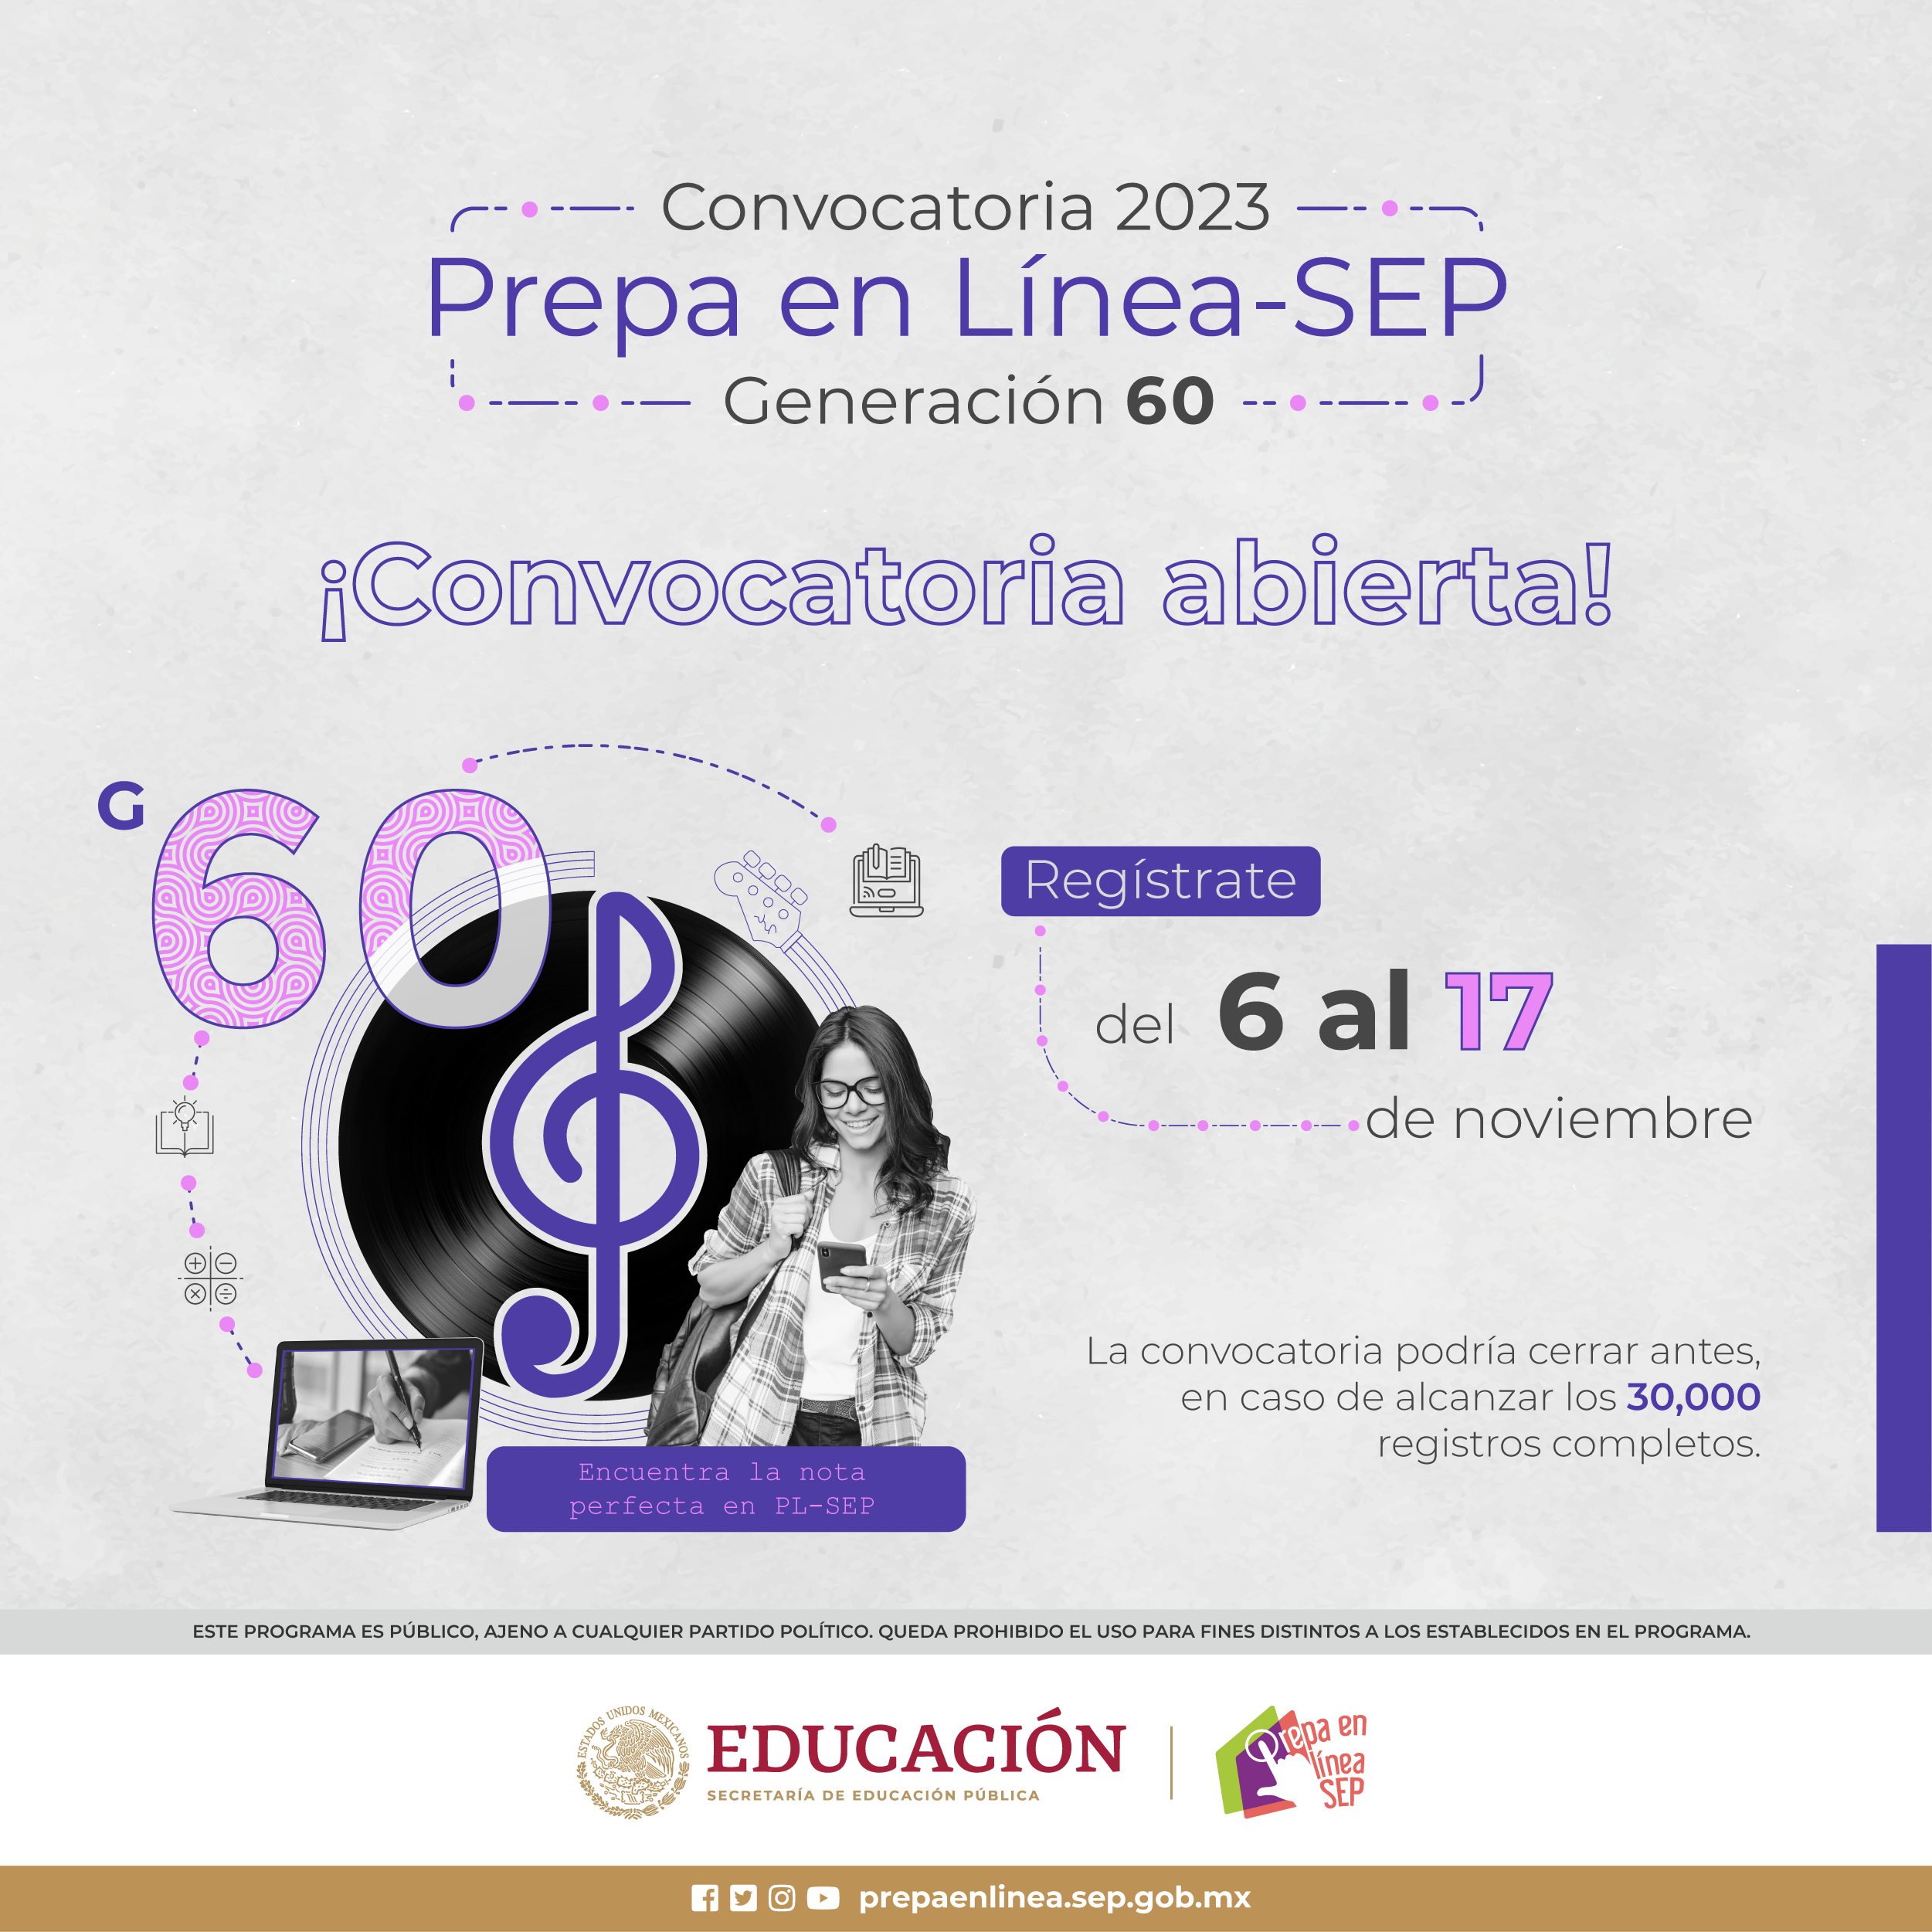 Convocatoria 2023
Prepa en Línea-SEP
Generación 60
¡Convocatoria abierta!
G
60
Regístrate
del 6 al 17
de noviembre
La convocatoria podría cerrar antes,
en caso de alcanzar los 30,000
registros completos.
Encuentra la nota
perfecta en PL-SEP
ESTE PROGRAMA ES PÚBLICO, AJENO A CUALQUIER PARTIDO POLÍTICO. QUEDA PROHIBIDO EL USO PARA FINES DISTINTOS A LOS ESTABLECIDOS EN EL PROGRAMA.
ESTADOS UNIDOS MEXICANOS
EDUCACIÓN
SECRETARÍA DE EDUCACIÓN PÚBLICA
Prepa en
línea
SEP
prepaenlinea.sep.gob.mx